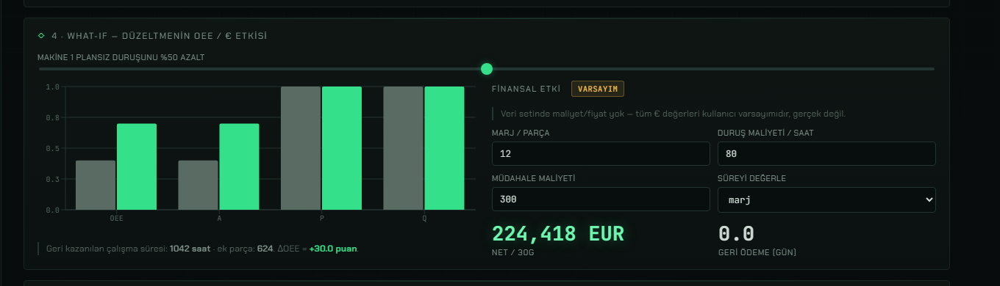 4 · WHAT-IF — DÜZELTMENİN OEE / € ETKİSİ
MAKİNE 1 PLANSIZ DURUŞUNU %50 AZALT
1.0
0.8
0.5
0.3
0.0
OEE
A
P
Q
Geri kazanılan çalışma süresi: 1042 saat · ek parça: 624. ΔOEE = +30.0 puan.
FİNANSAL ETKİ VARSAYIM
Veri setinde maliyet/fiyat yok — tüm € değerleri kullanıcı varsayımıdır, gerçek değil.
MARJ / PARÇA
12
DURUŞ MALİYETİ / SAAT
80
MÜDAHALE MALİYETİ
300
SÜREYİ DEĞERLE
marj
224,418 EUR
NET / 30G
0.0
GERİ ÖDEME (GÜN)